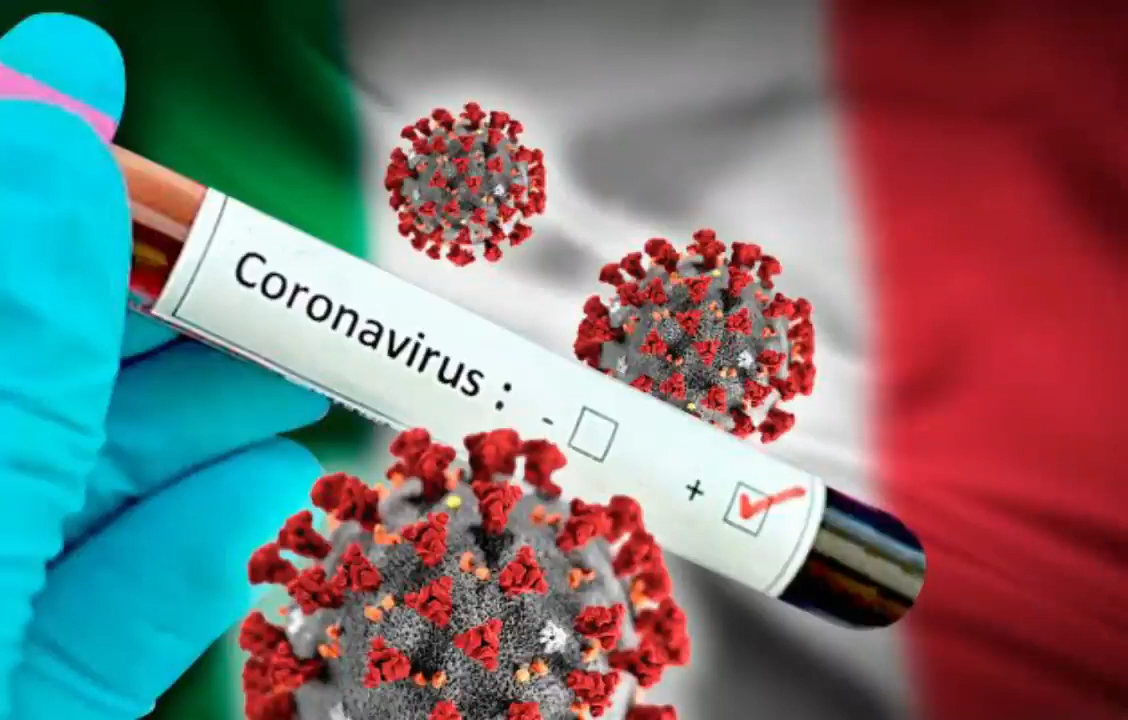 Coronavirus :
- ☐
+ ☑